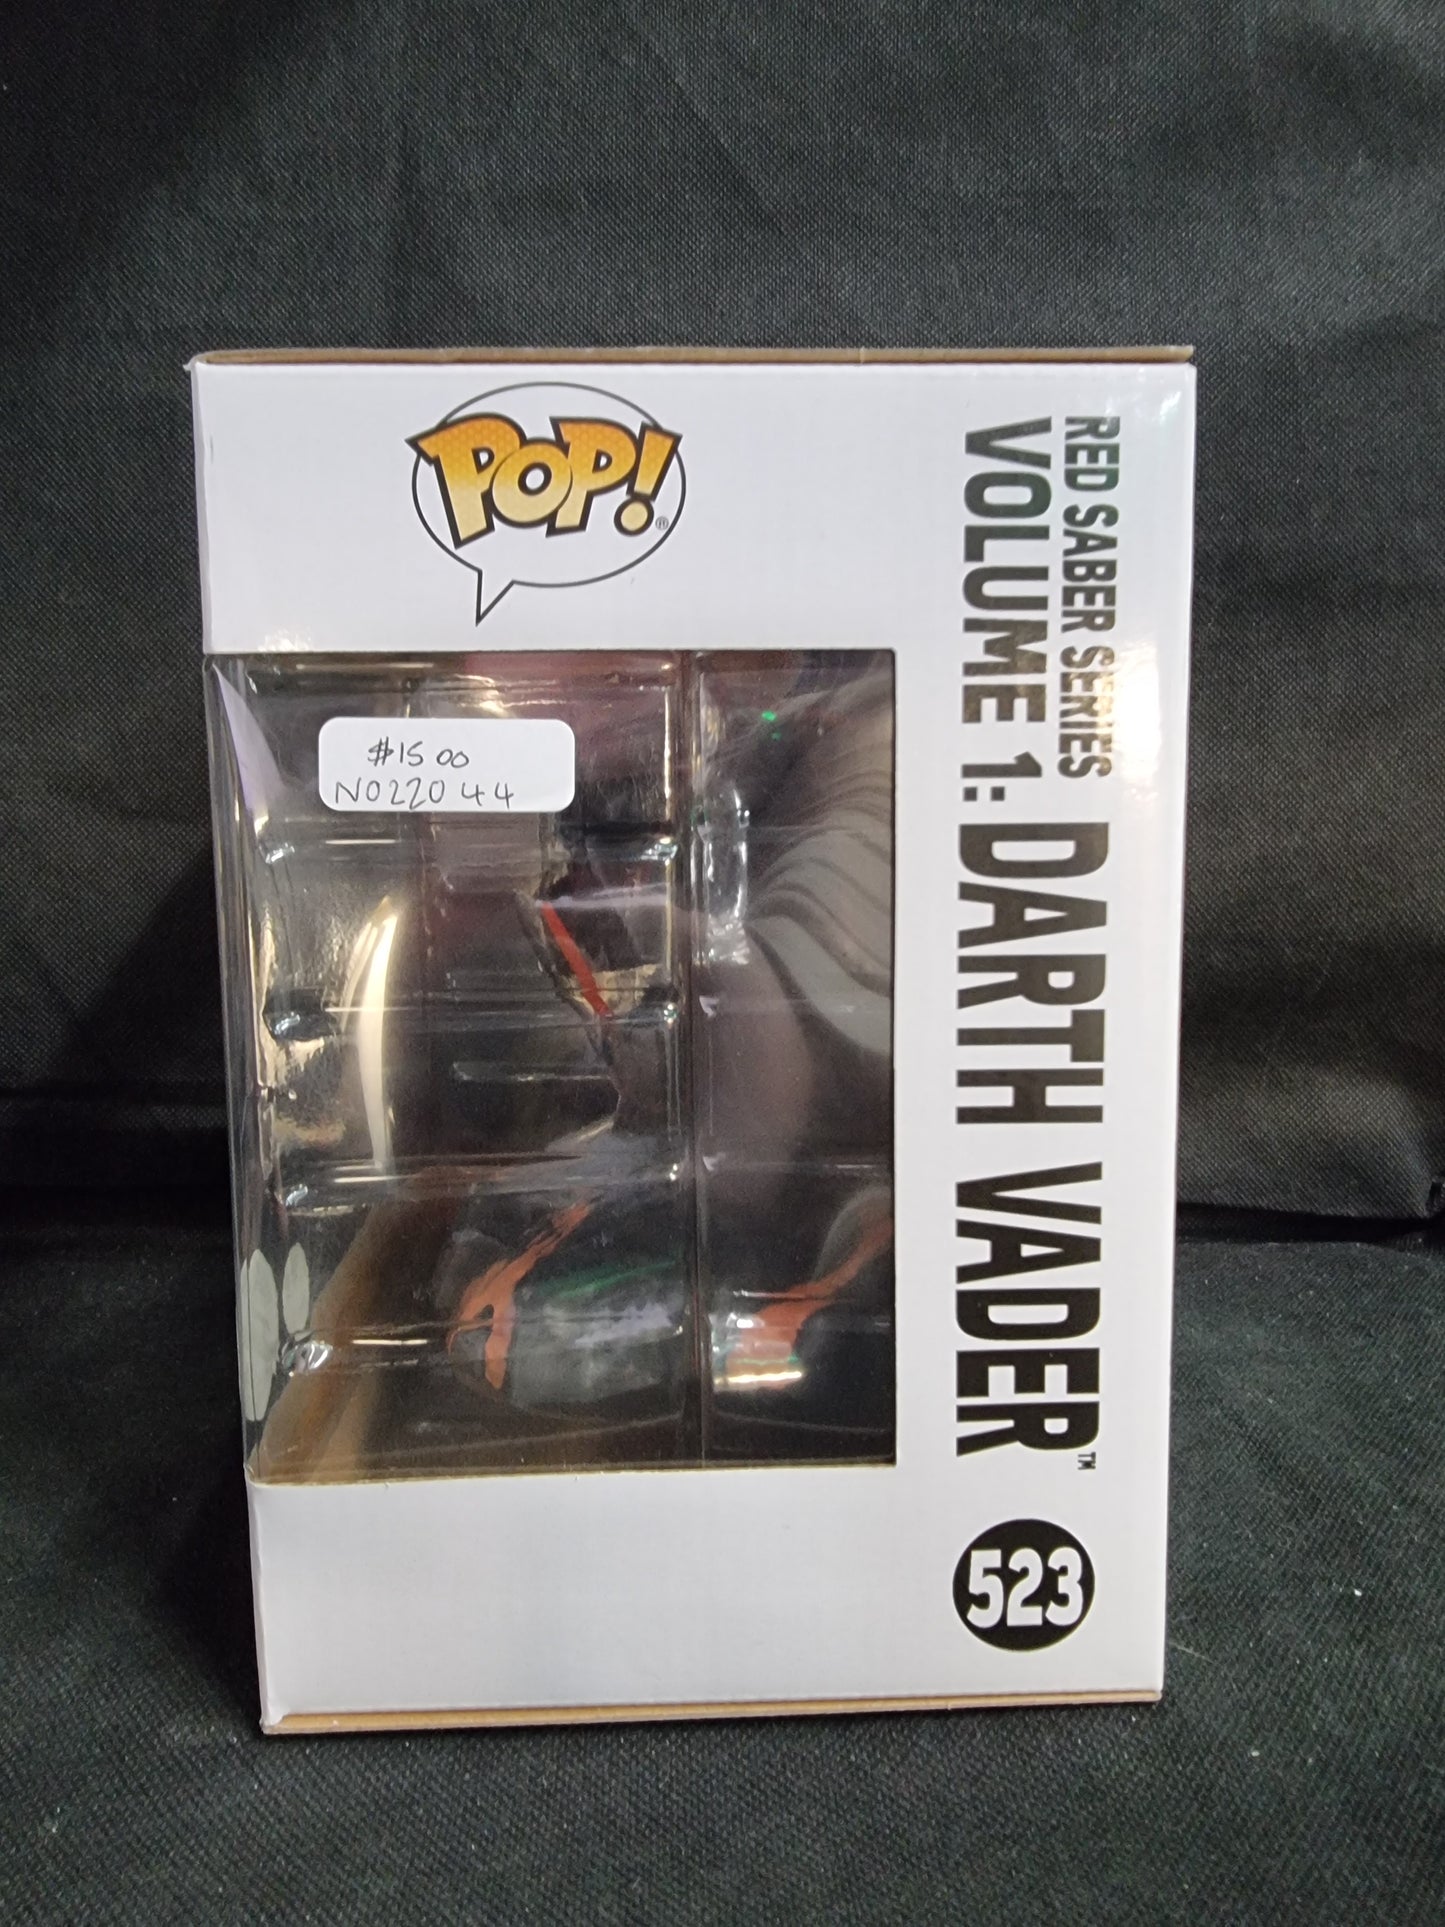 POP!®
RED SABER SERIES
VOLUME 1: DARTH VADER™
$15 00
N022044
523